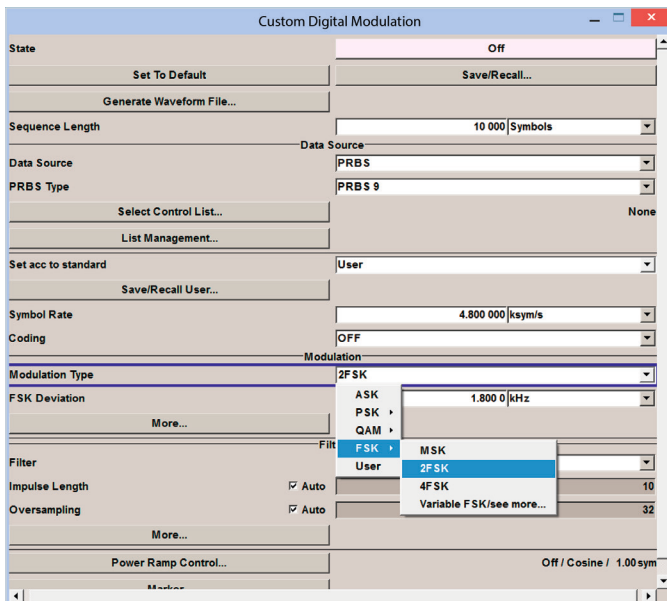 Custom Digital Modulation
State Off
Set To Default Save/Recall...
Generate Waveform File...
Sequence Length 10 000 Symbols
Data Source
Data Source PRBS
PRBS Type PRBS 9
Select Control List... None
List Management...
Set acc to standard User
Save/Recall User...
Symbol Rate 4.800 000 ksym/s
Coding OFF
Modulation
Modulation Type 2FSK
FSK Deviation 1.800 0 kHz
More...
ASK
PSK
QAM
FSK
User
MSK
2FSK
4FSK
Variable FSK/see more...
Filter
Impulse Length Auto 10
Oversampling Auto 32
More...
Power Ramp Control... Off / Cosine / 1.00 sym